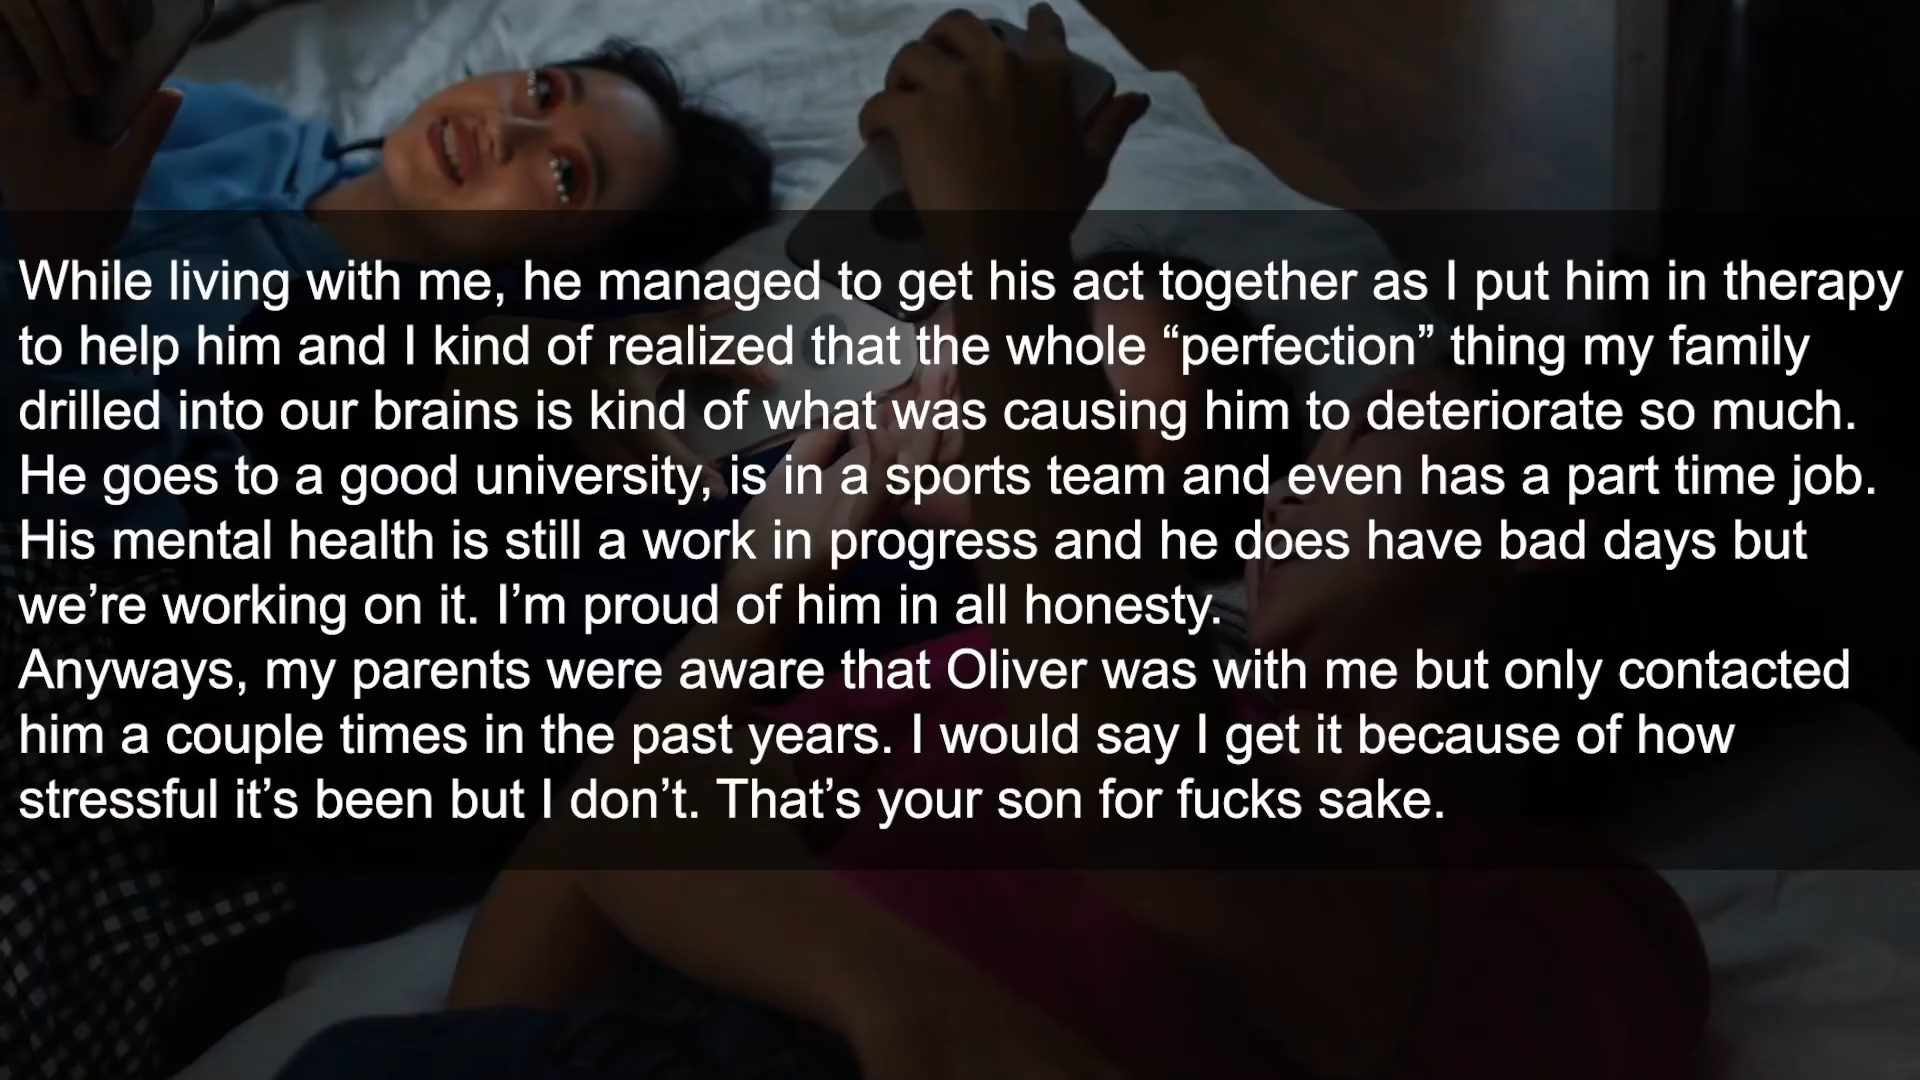 While living with me, he managed to get his act together as I put him in therapy
to help him and I kind of realized that the whole “perfection” thing my family
drilled into our brains is kind of what was causing him to deteriorate so much.
He goes to a good university, is in a sports team and even has a part time job.
His mental health is still a work in progress and he does have bad days but
we’re working on it. I’m proud of him in all honesty.
Anyways, my parents were aware that Oliver was with me but only contacted
him a couple times in the past years. I would say I get it because of how
stressful it’s been but I don’t. That’s your son for fucks sake.